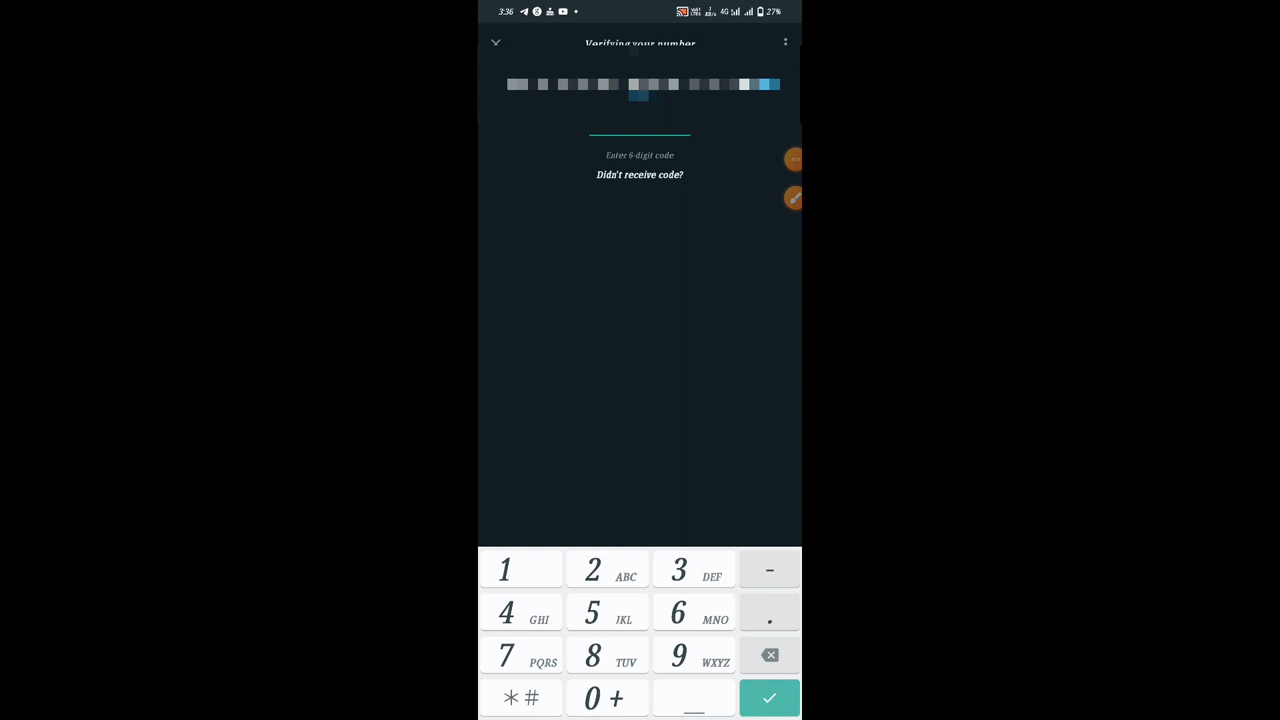 3:36 4G 27%
Verifying your number
Enter 6-digit code
Didn't receive code?
1 2 ABC 3 DEF -
4 GHI 5 JKL 6 MNO .
7 PQRS 8 TUV 9 WXYZ
*# 0 + _